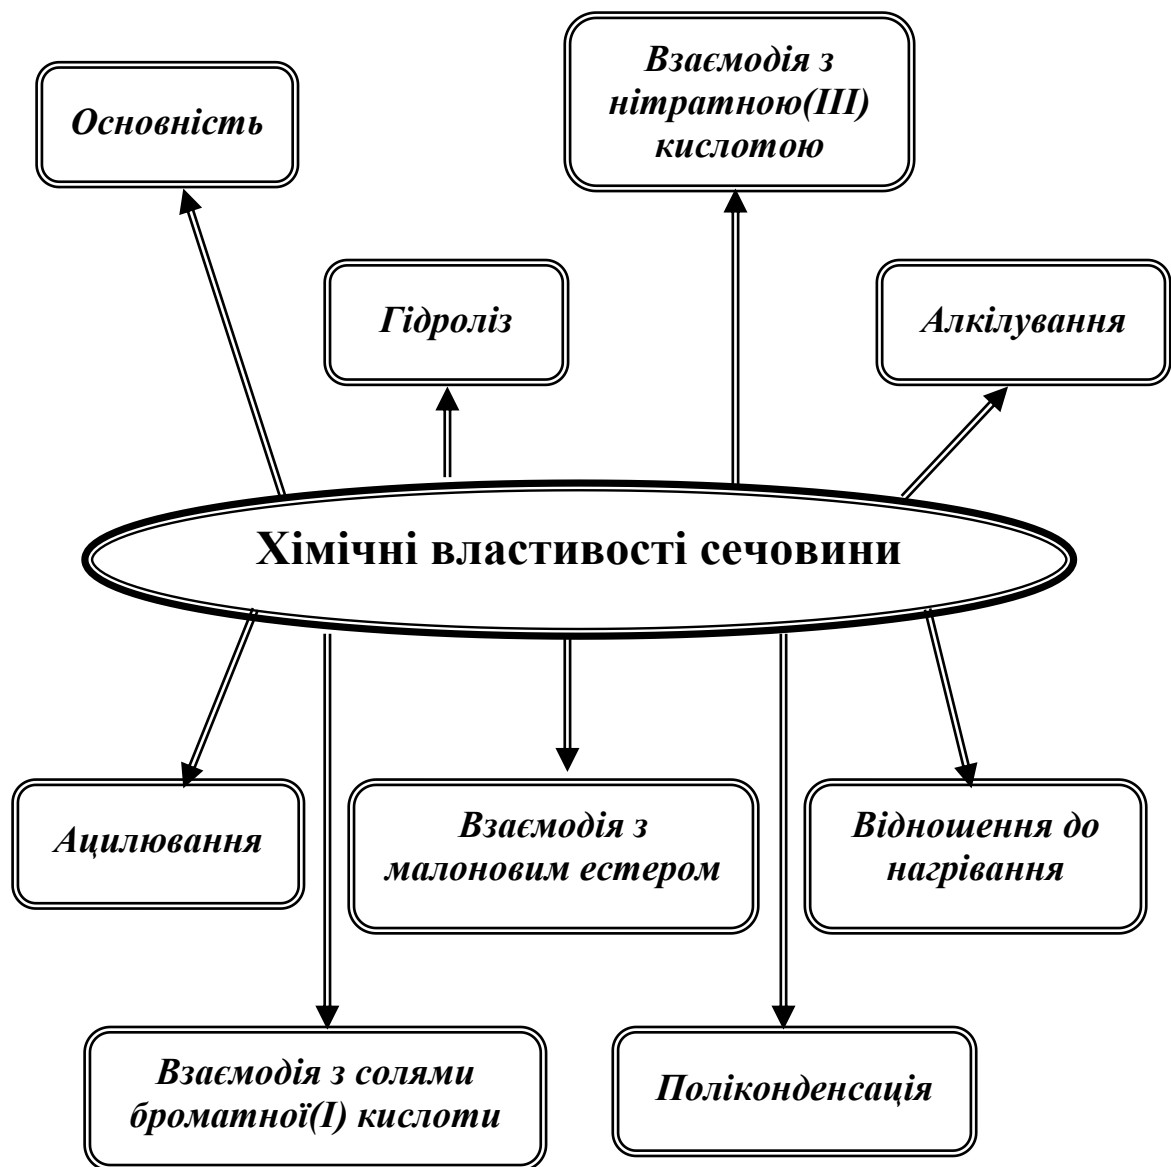 Основність
Взаємодія з
нітратною(III)
кислотою
Гідроліз
Алкілування
Хімічні властивості сечовини
Ацилювання
Взаємодія з
малоновим естером
Відношення до
нагрівання
Взаємодія з солями
броматної(I) кислоти
Поліконденсація